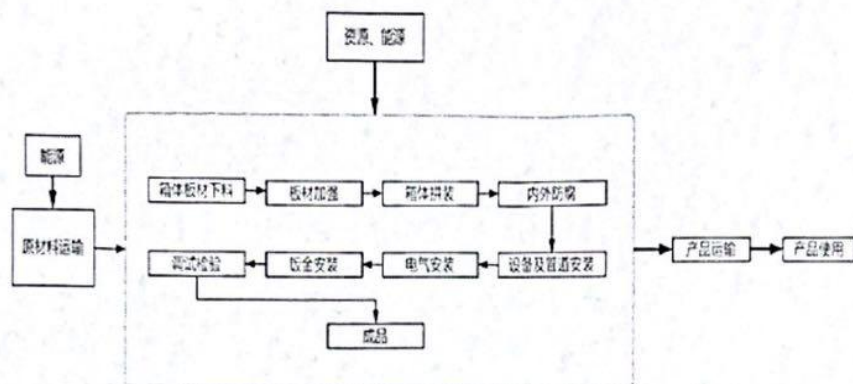 资源、能源
能源
箱体板材下料
板材加强
箱体拼装
内外防腐
原材料运输
调试检验
钣金安装
电气安装
设备及管道安装
产品运输
产品使用
成品